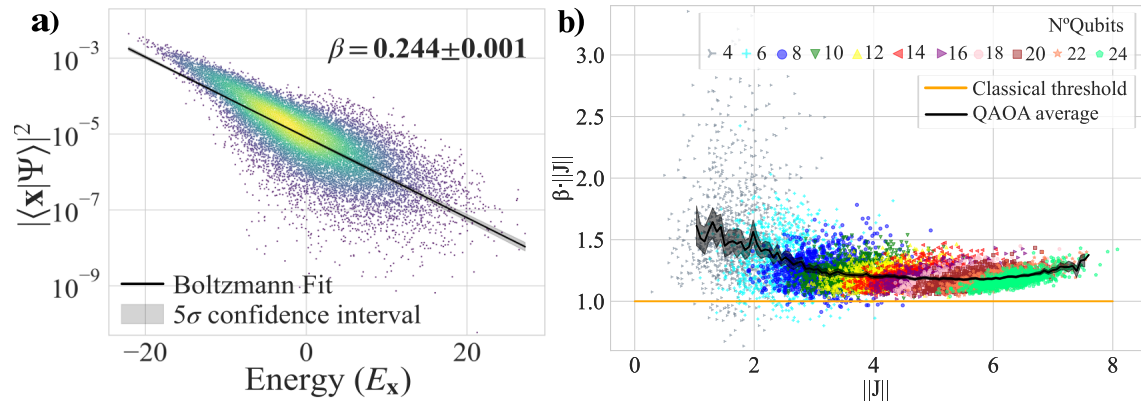 a)
β = 0.244±0.001
10⁻³
10⁻⁵
10⁻⁷
10⁻⁹
|⟨x|Ψ⟩|²
Boltzmann Fit
5σ confidence interval
−20
0
20
Energy (Eₓ)
b)
NºQubits
4 6 8 10 12 14 16 18 20 22 24
Classical threshold
QAOA average
3.0
2.5
2.0
1.5
1.0
β·||J||
0
2
4
6
8
||J||